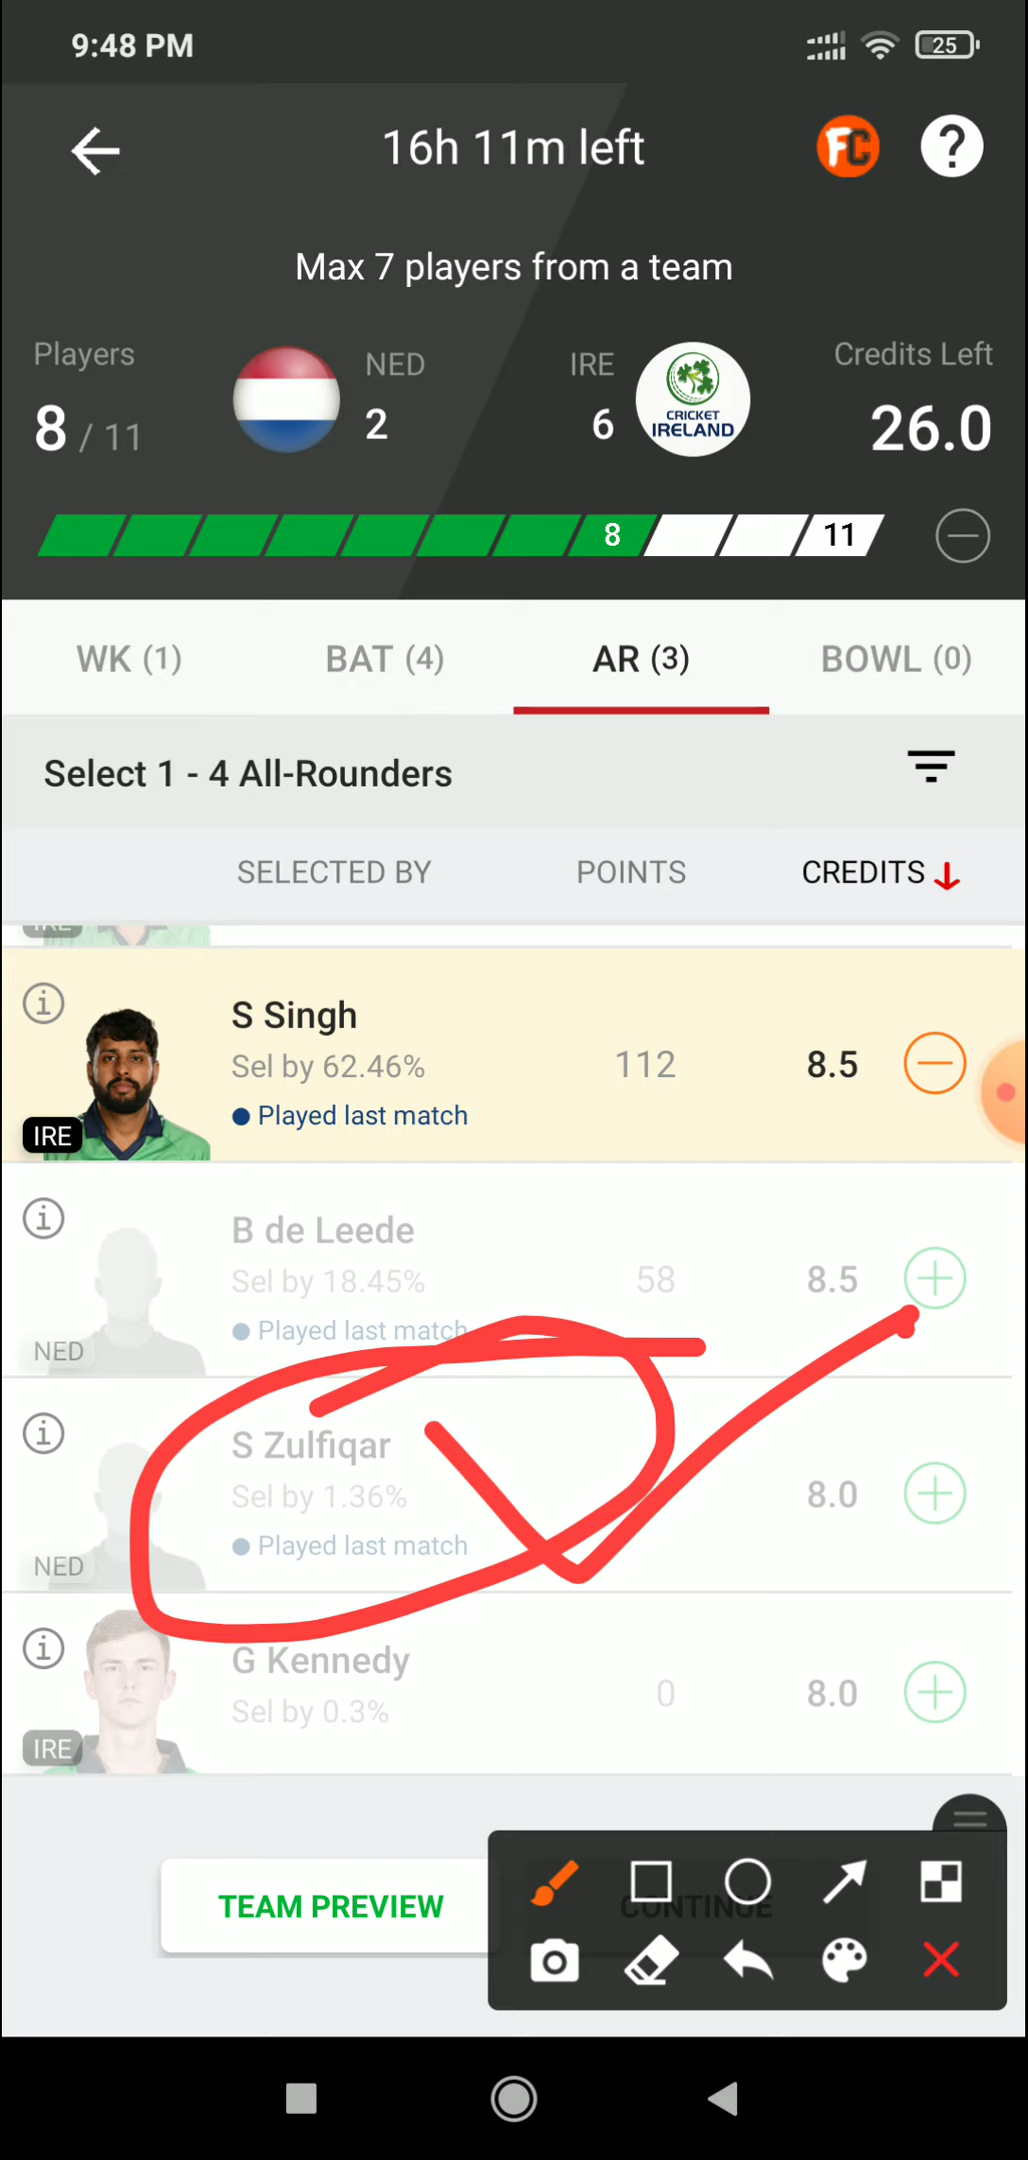 9:48 PM
25
16h 11m left
FC
?
Max 7 players from a team
Players
NED
IRE
Credits Left
8 / 11
2
6
CRICKET
IRELAND
26.0
8
11
WK (1)
BAT (4)
AR (3)
BOWL (0)
Select 1 - 4 All-Rounders
SELECTED BY
POINTS
CREDITS
IRE
S Singh
Sel by 62.46%
112
8.5
Played last match
IRE
B de Leede
Sel by 18.45%
58
8.5
Played last match
NED
S Zulfiqar
Sel by 1.36%
8.0
Played last match
NED
G Kennedy
Sel by 0.3%
0
8.0
IRE
TEAM PREVIEW
CONTINUE